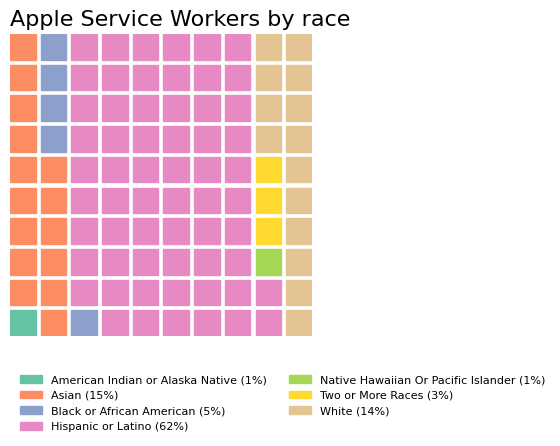 Apple Service Workers by race
American Indian or Alaska Native (1%)
Asian (15%)
Black or African American (5%)
Hispanic or Latino (62%)
Native Hawaiian Or Pacific Islander (1%)
Two or More Races (3%)
White (14%)